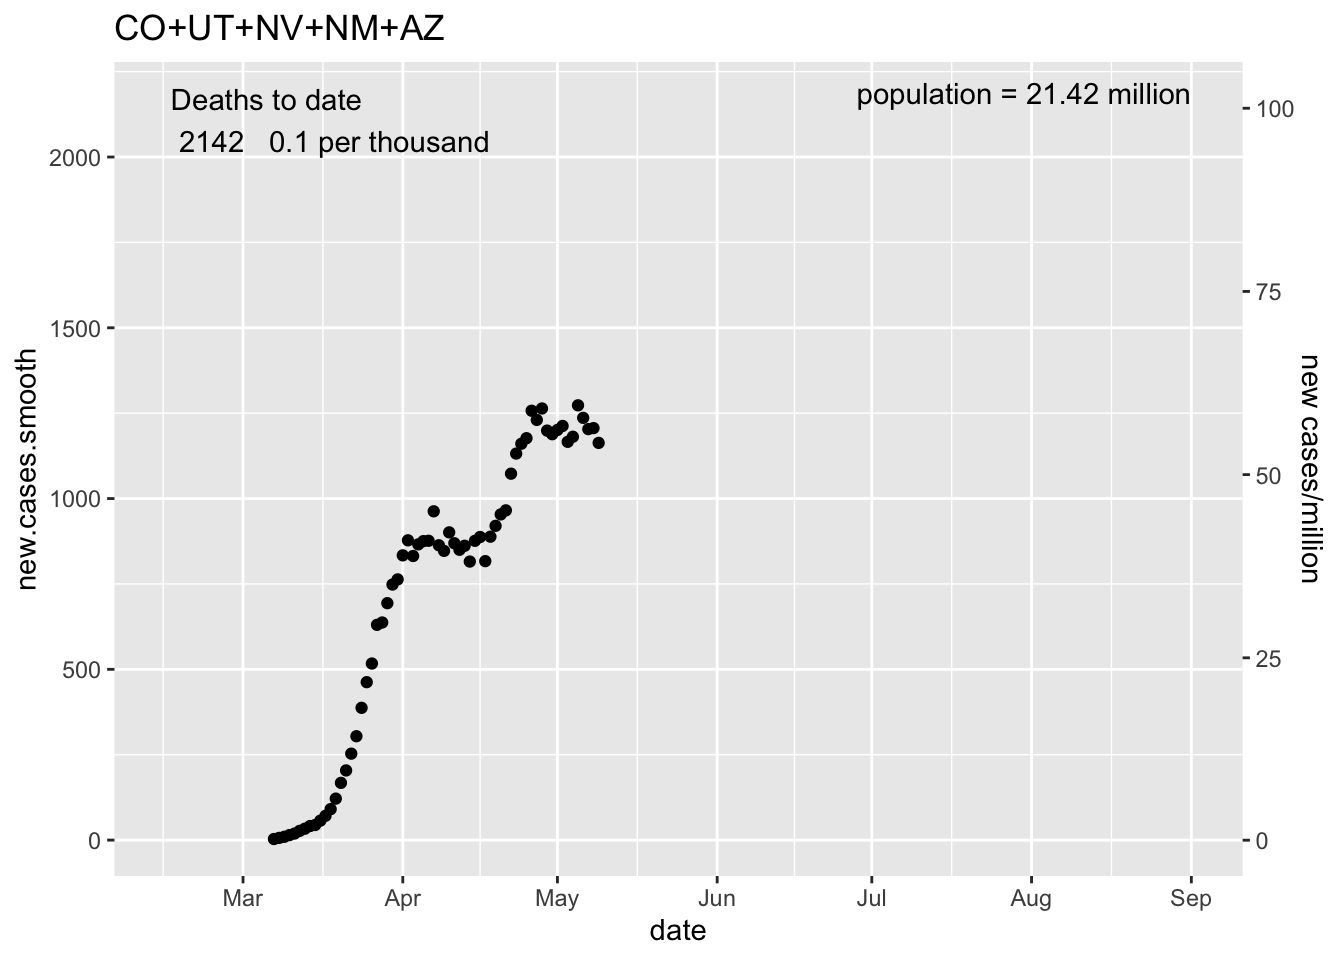 CO+UT+NV+NM+AZ
Deaths to date
2142   0.1 per thousand
population = 21.42 million
new.cases.smooth
2000
1500
1000
500
0
100
75
50
25
0
new cases/million
Mar Apr May Jun Jul Aug Sep
date